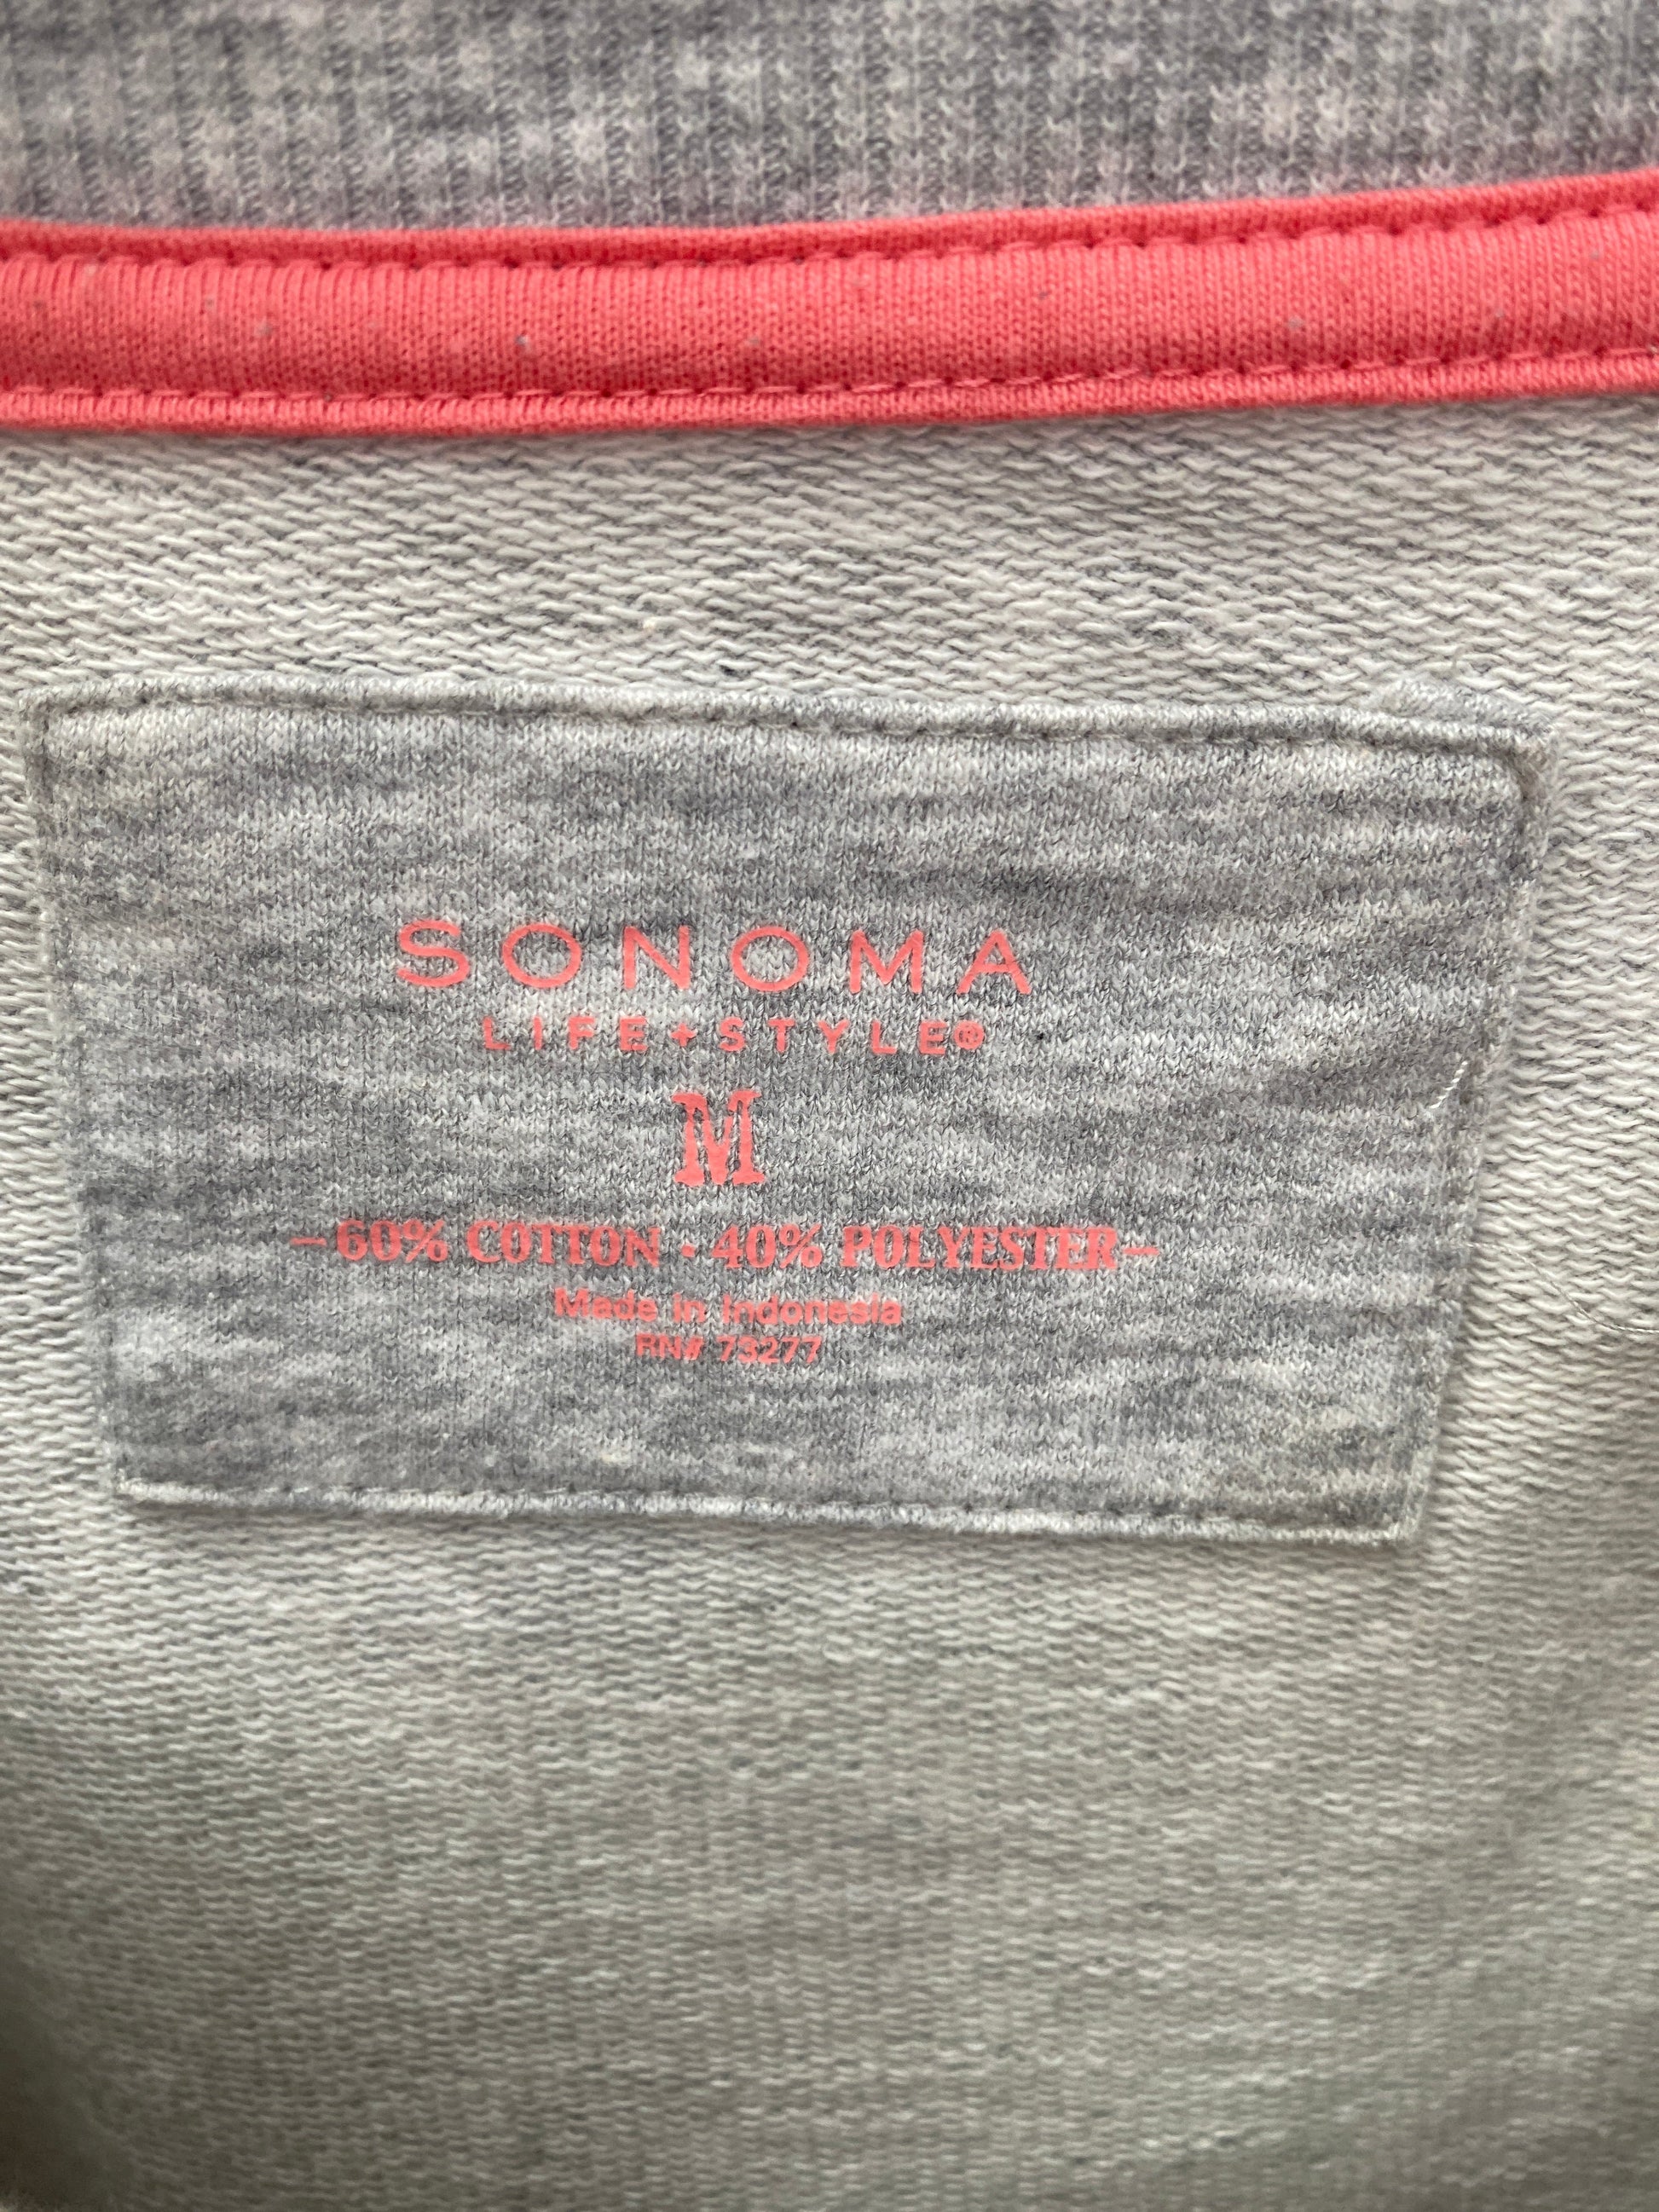 SONOMA
LIFE+STYLE®
M
-60% COTTON · 40% POLYESTER-
Made in Indonesia
RN# 73277